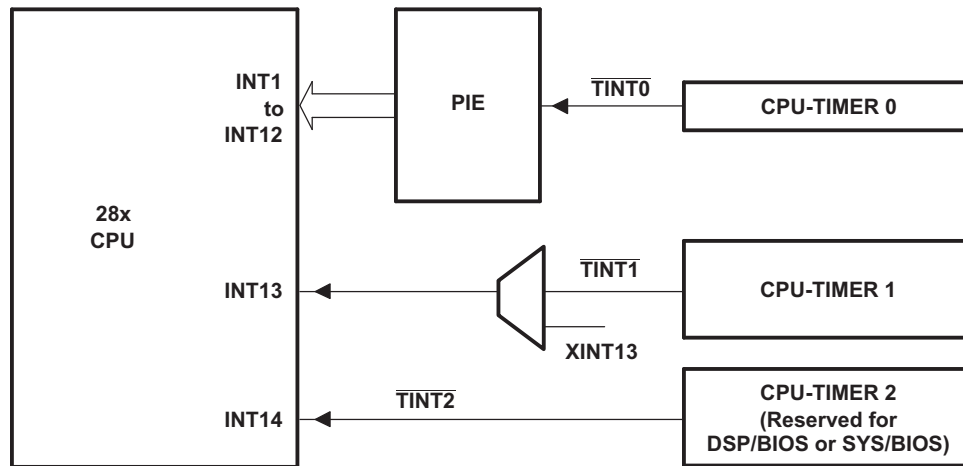 INT1
to
INT12
PIE
TINT0
CPU-TIMER 0
28x
CPU
INT13
TINT1
CPU-TIMER 1
XINT13
INT14
TINT2
CPU-TIMER 2
(Reserved for
DSP/BIOS or SYS/BIOS)